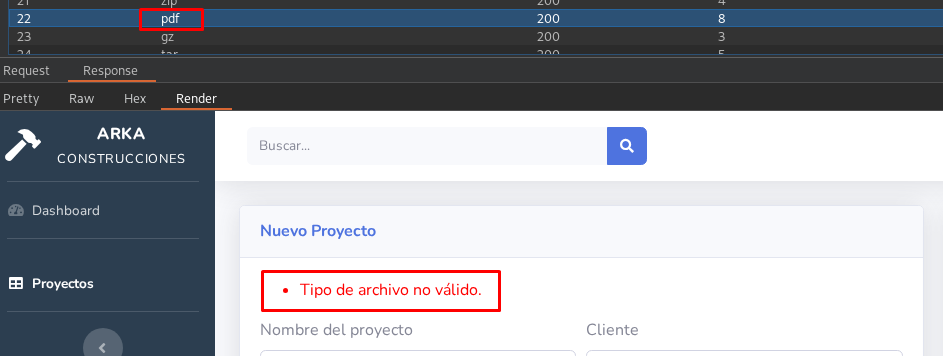 21 zip 200 4
22 pdf 200 8
23 gz 200 3
24 tar 200 5
Request Response
Pretty Raw Hex Render
ARKA
CONSTRUCCIONES
Buscar...
Dashboard
Nuevo Proyecto
Proyectos
Tipo de archivo no válido.
Nombre del proyecto Cliente